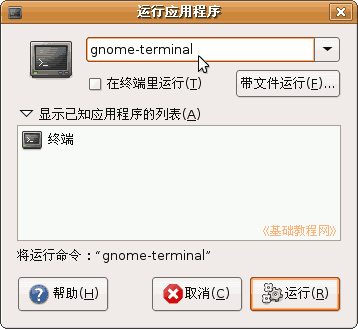 运行应用程序
gnome-terminal
在终端里运行(T)
带文件运行(F)...
显示已知应用程序的列表(A)
终端
《基础教程网》
将运行命令：“gnome-terminal”
帮助(H)
取消(C)
运行(R)